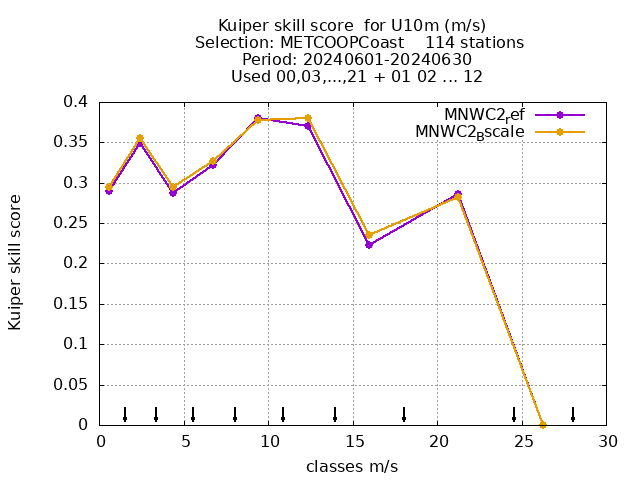 Kuiper skill score  for U10m (m/s)
Selection: METCOOPCoast    114 stations
Period: 20240601-20240630
Used 00,03,...,21 + 01 02 ... 12
MNWC2ref
MNWC2Bscale
0.4
0.35
0.3
0.25
0.2
0.15
0.1
0.05
0
Kuiper skill score
0 5 10 15 20 25 30
classes m/s